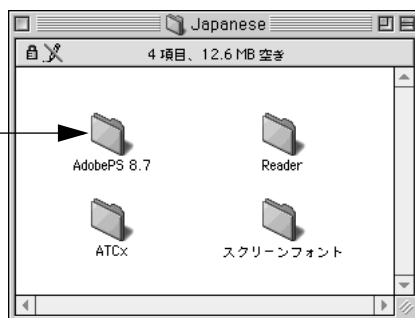 Japanese
4 項目、12.6 MB 空き
AdobePS 8.7
Reader
ATCx
スクリーンフォント